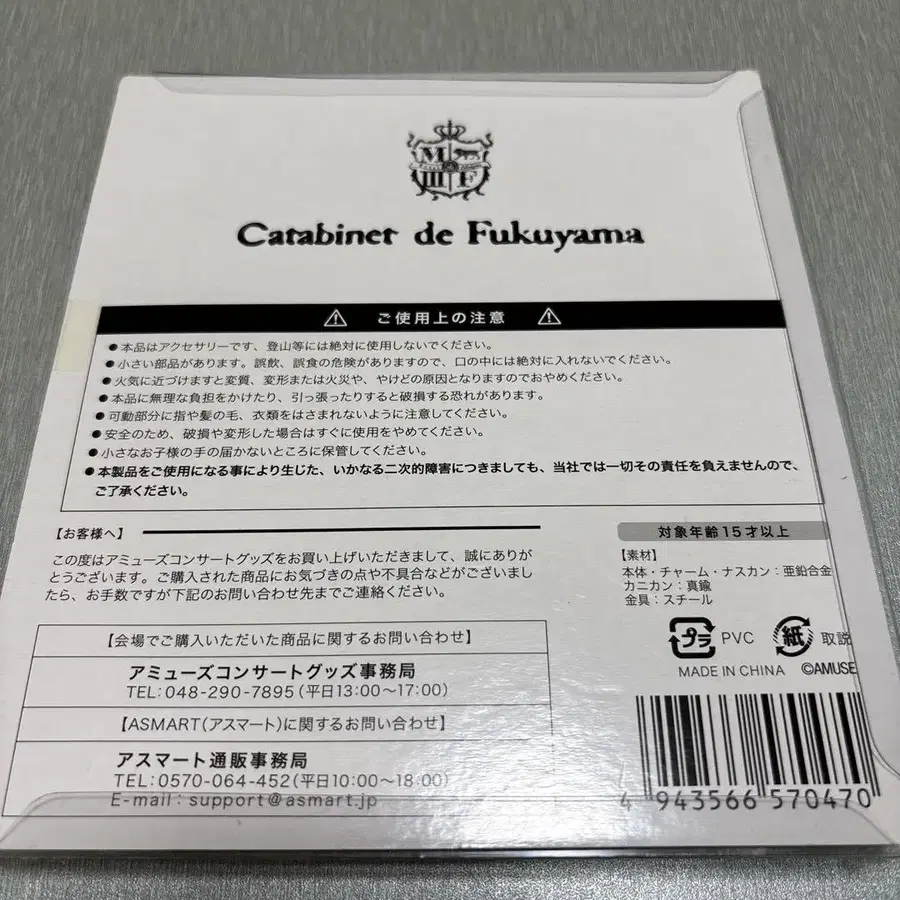 M
III F
Catabinet de Fukuyama
ご使用上の注意
●本品はアクセサリーです、登山等には絶対に使用しないでください。
●小さい部品があります。誤飲、誤食の危険がありますので、口の中には絶対に入れないでください。
●火気に近づけますと変質、変形または火災や、やけどの原因となりますのでおやめください。
●本品に無理な負担をかけたり、引っ張ったりすると破損する恐れがあります。
●可動部分に指や髪の毛、衣類をはさまれないように注意してください。
●安全のため、破損や変形した場合はすぐに使用をやめてください。
●小さなお子様の手の届かないところに保管してください。
●本製品をご使用になる事により生じた、いかなる二次的障害につきましても、当社では一切その責任を負えませんので、
ご了承ください。
【お客様へ】
この度はアミューズコンサートグッズをお買い上げいただきまして、誠にありが
とうございます。ご購入された商品にお気づきの点や不具合などがございまし
たら、お手数ですが下記のお問い合わせ先までご連絡ください。
【会場でご購入いただいた商品に関するお問い合わせ】
アミューズコンサートグッズ事務局
TEL:048-290-7895(平日13:00〜17:00)
【ASMART(アスマート)に関するお問い合わせ】
アスマート通販事務局
TEL:0570-064-452(平日10:00〜18:00)
E-mail:support@asmart.jp
対象年齢15才以上
【素材】
本体・チャーム・ナスカン:亜鉛合金
カニカン:真鍮
金具:スチール
プラ PVC 紙 取説
MADE IN CHINA ©AMUSE
4 943566 570470